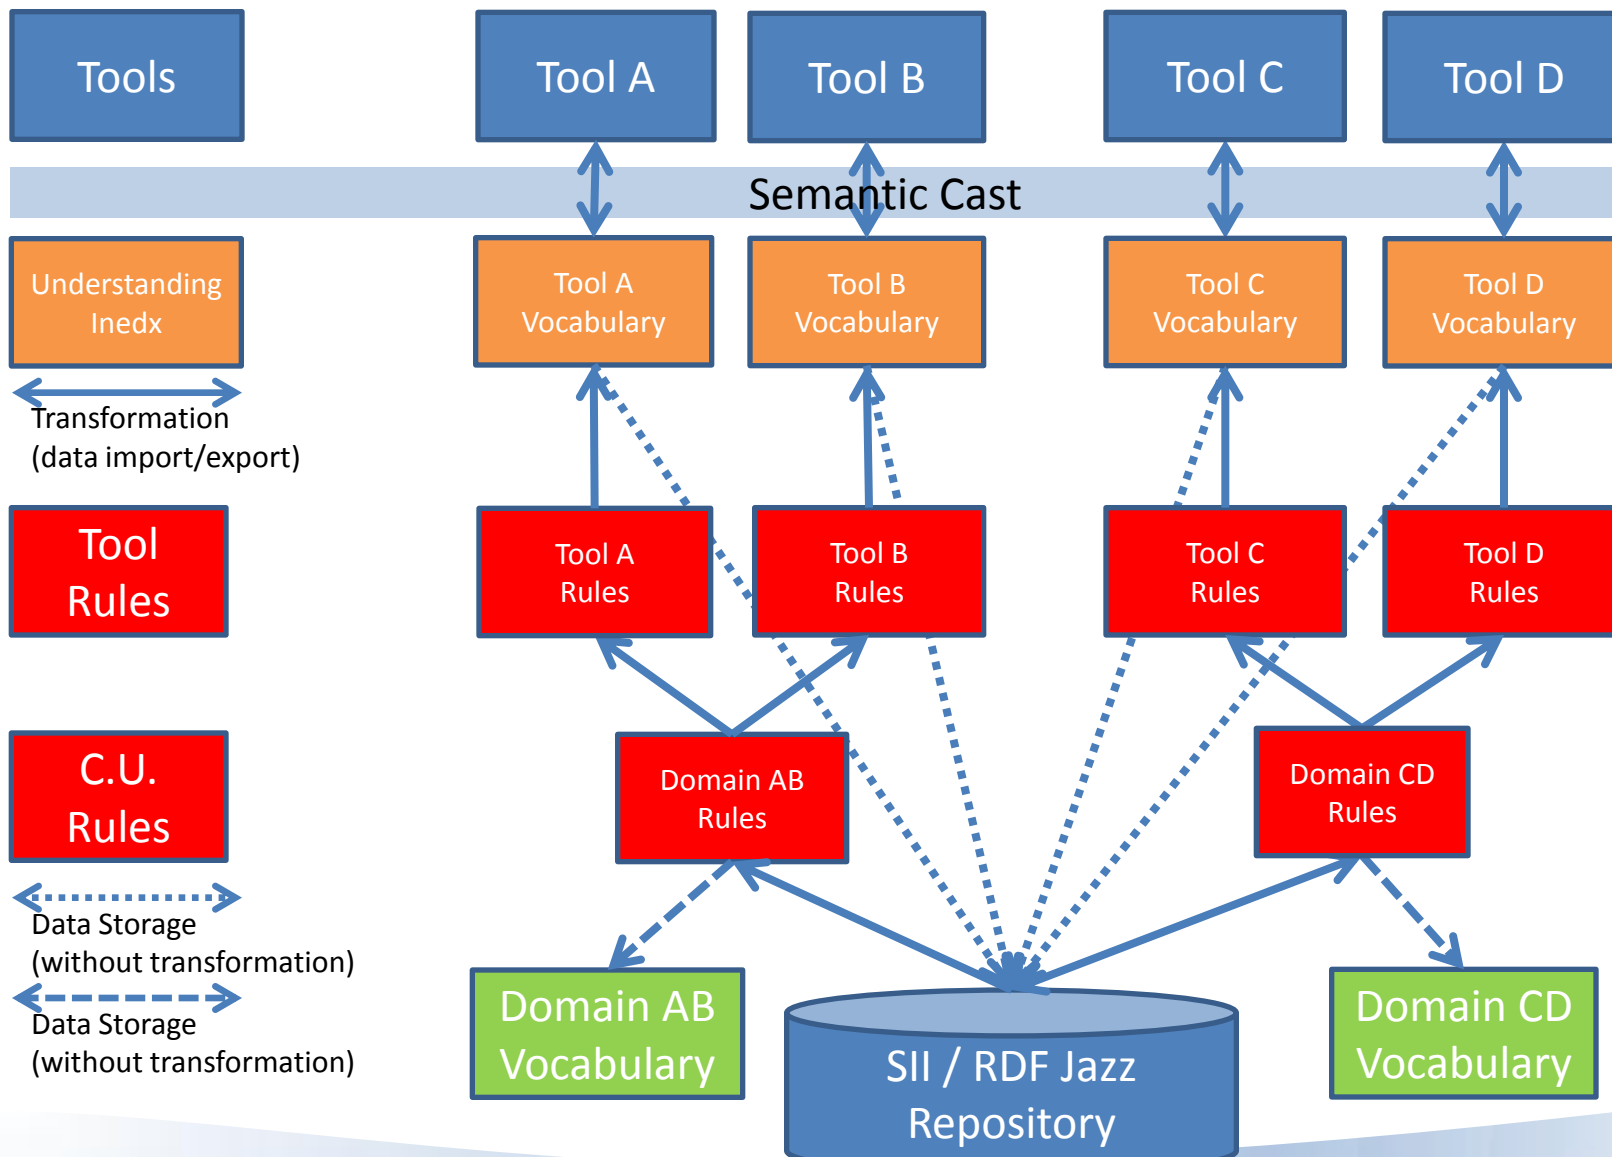 Tools
Tool A
Tool B
Tool C
Tool D
Semantic Cast
Understanding
Inedx
Tool A
Vocabulary
Tool B
Vocabulary
Tool C
Vocabulary
Tool D
Vocabulary
Transformation
(data import/export)
Tool
Rules
Tool A
Rules
Tool B
Rules
Tool C
Rules
Tool D
Rules
C.U.
Rules
Domain AB
Rules
Domain CD
Rules
Data Storage
(without transformation)
Data Storage
(without transformation)
Domain AB
Vocabulary
SII / RDF Jazz
Repository
Domain CD
Vocabulary